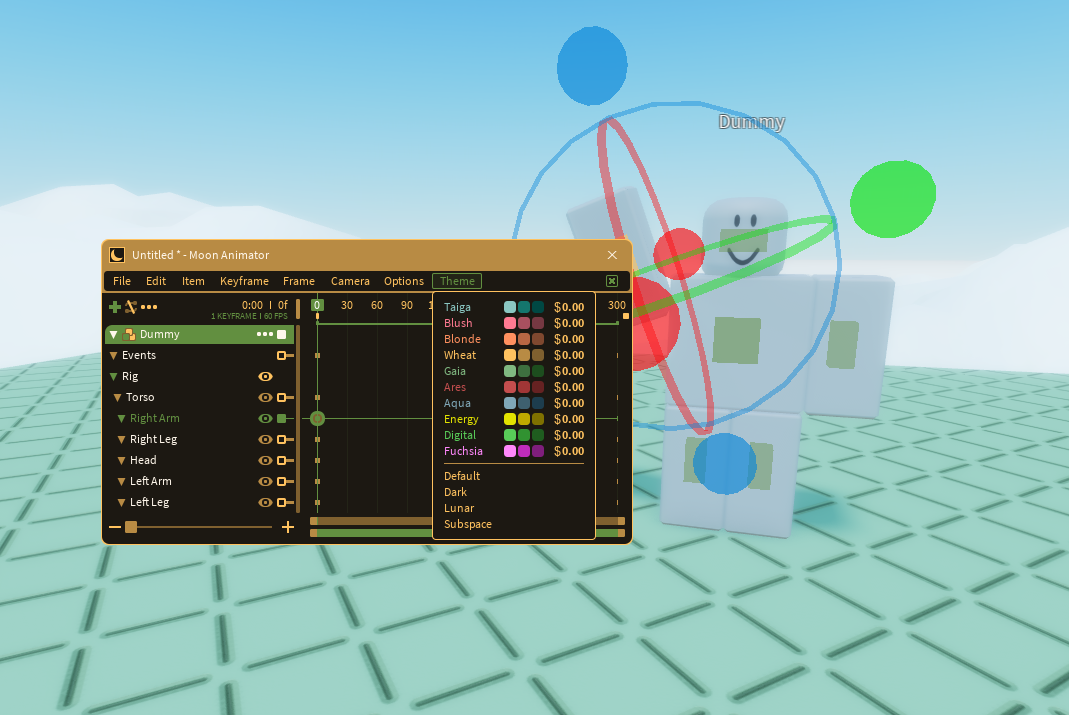 Dummy
Untitled * - Moon Animator
File Edit Item Keyframe Frame Camera Options Theme
0:00 | 0f
1 KEYFRAME | 60 FPS
0 30 60 90 300
Dummy
Events
Rig
Torso
Right Arm
Right Leg
Head
Left Arm
Left Leg
Taiga $0.00
Blush $0.00
Blonde $0.00
Wheat $0.00
Gaia $0.00
Ares $0.00
Aqua $0.00
Energy $0.00
Digital $0.00
Fuchsia $0.00
Default
Dark
Lunar
Subspace